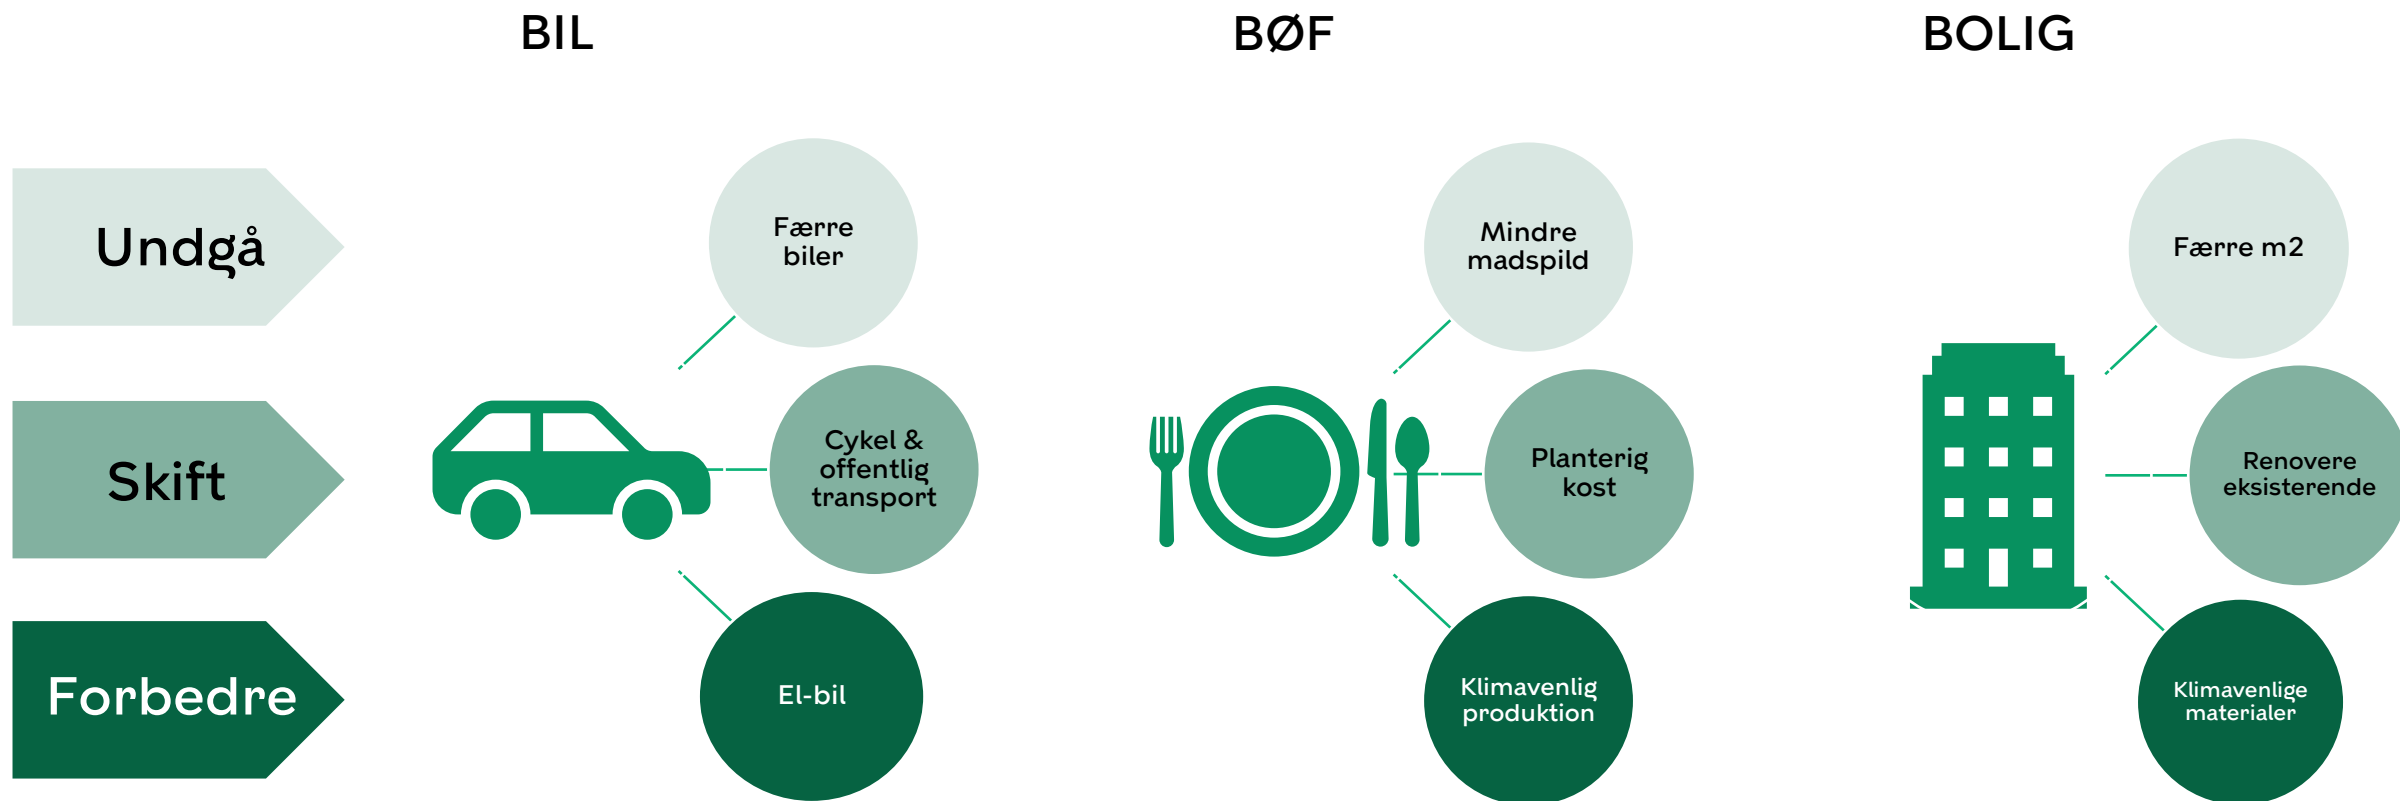 BIL
BØF
BOLIG
Undgå
Færre
biler
Mindre
madspild
Færre m2
Skift
Cykel &
offentlig
transport
Planterig
kost
Renovere
eksisterende
Forbedre
El-bil
Klimavenlig
produktion
Klimavenlige
materialer